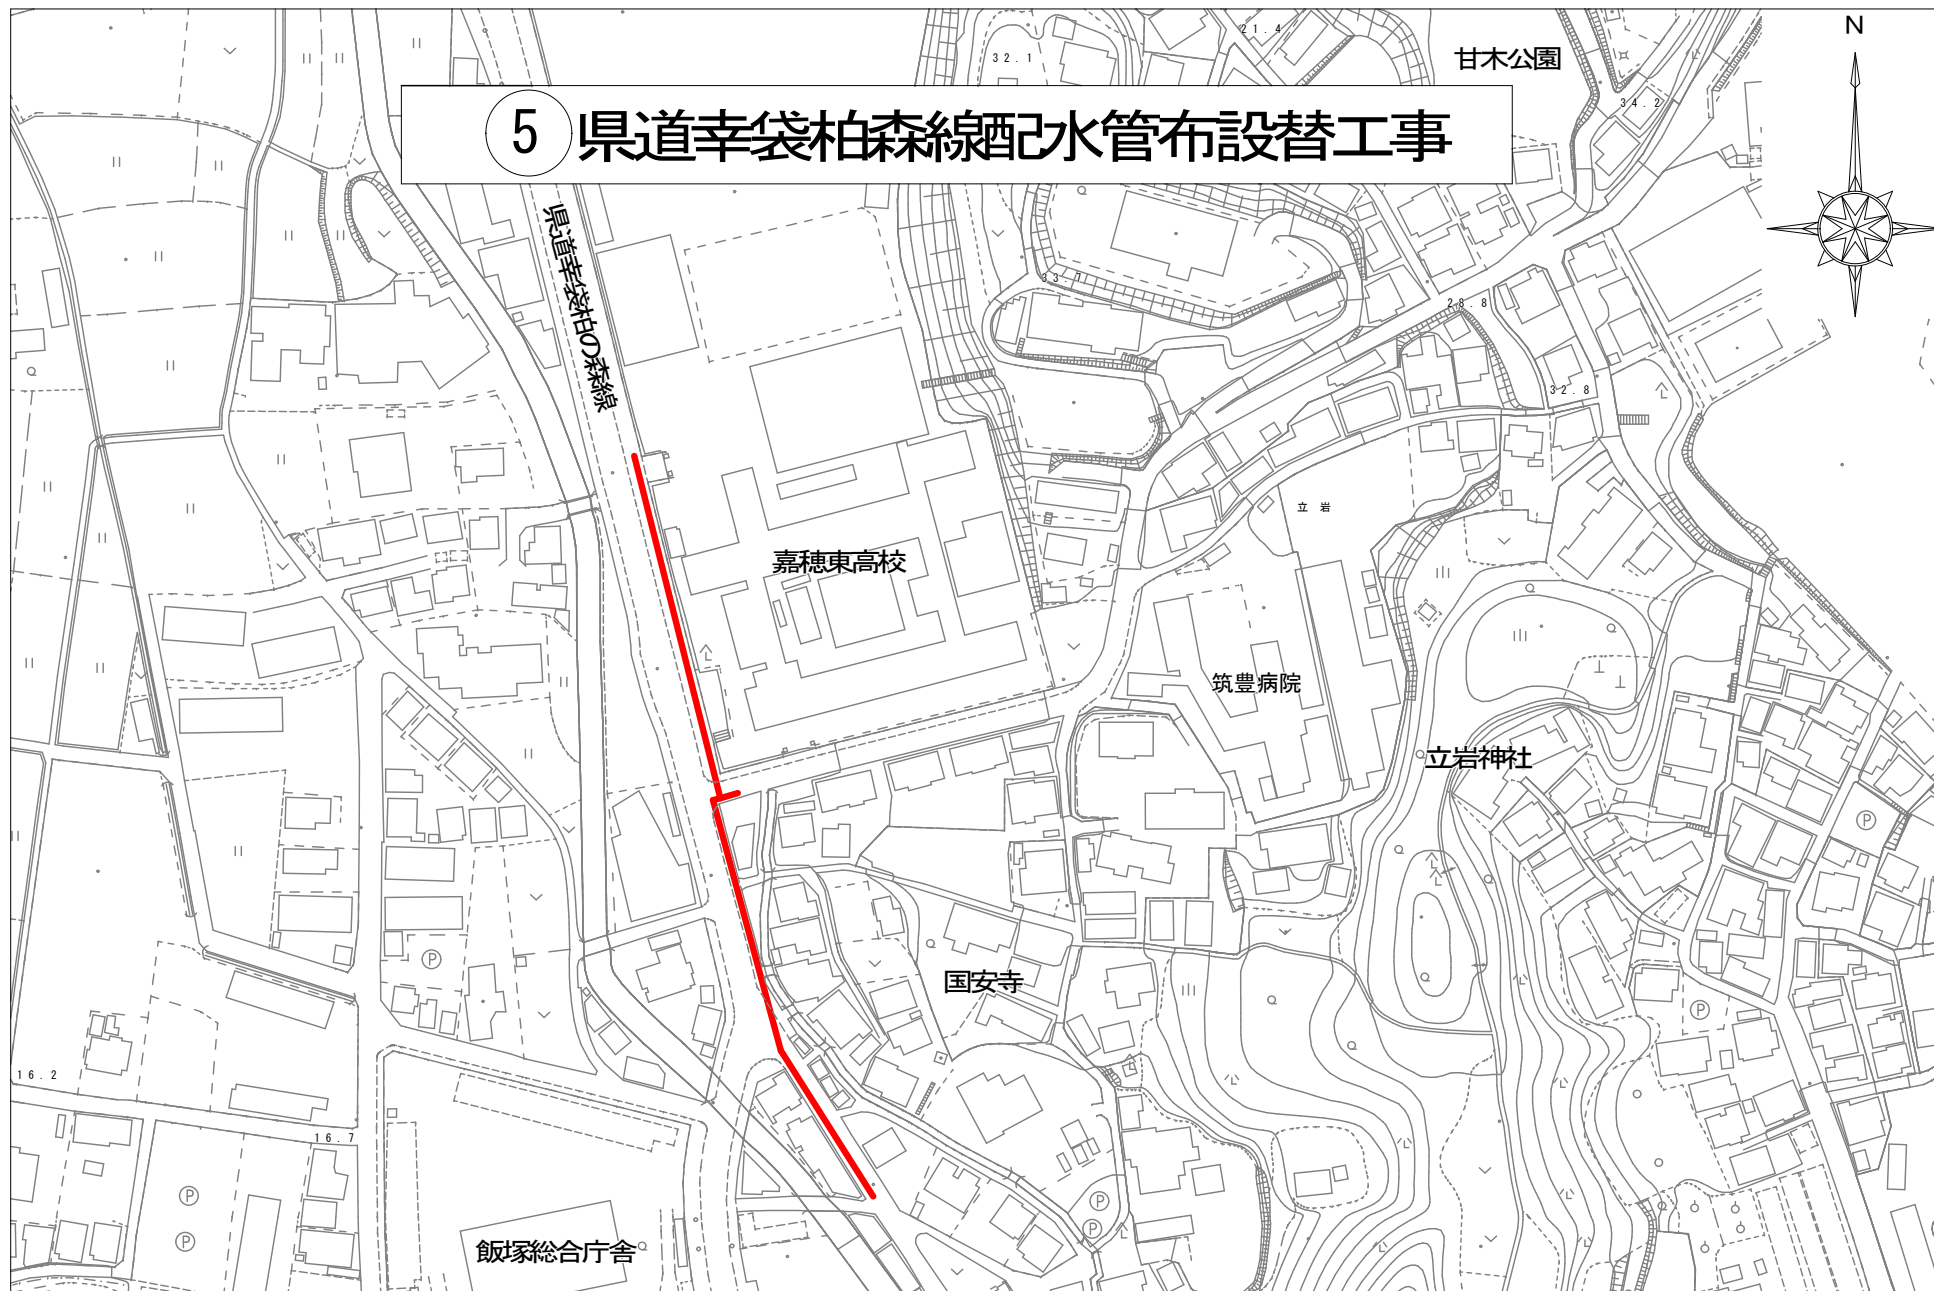 N
21.4
32.1
甘木公園
34.2
⑤県道幸袋柏森線配水管布設替工事
県道幸袋柏の森線
33.7
28.8
32.8
立岩
嘉穂東高校
筑豊病院
立岩神社
P
国安寺
P
P
16.2
16.7
P
P
P
P
飯塚総合庁舎